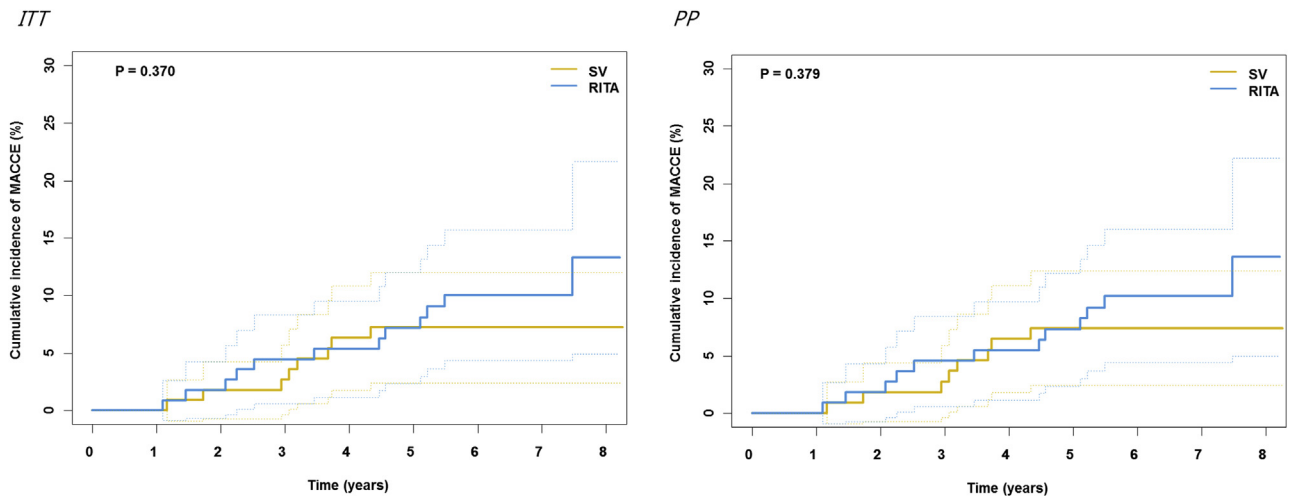 ITT
P = 0.370
SV
RITA
Cumulative incidence of MACCE (%)
30
25
20
15
10
5
0
0 1 2 3 4 5 6 7 8
Time (years)
PP
P = 0.379
SV
RITA
Cumulative incidence of MACCE (%)
30
25
20
15
10
5
0
0 1 2 3 4 5 6 7 8
Time (years)